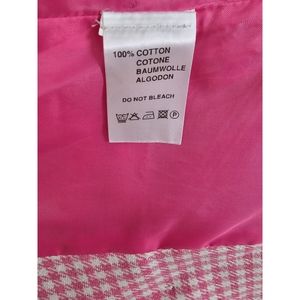 100% COTTON
COTONE
BAUMWOLLE
ALGODON
DO NOT BLEACH